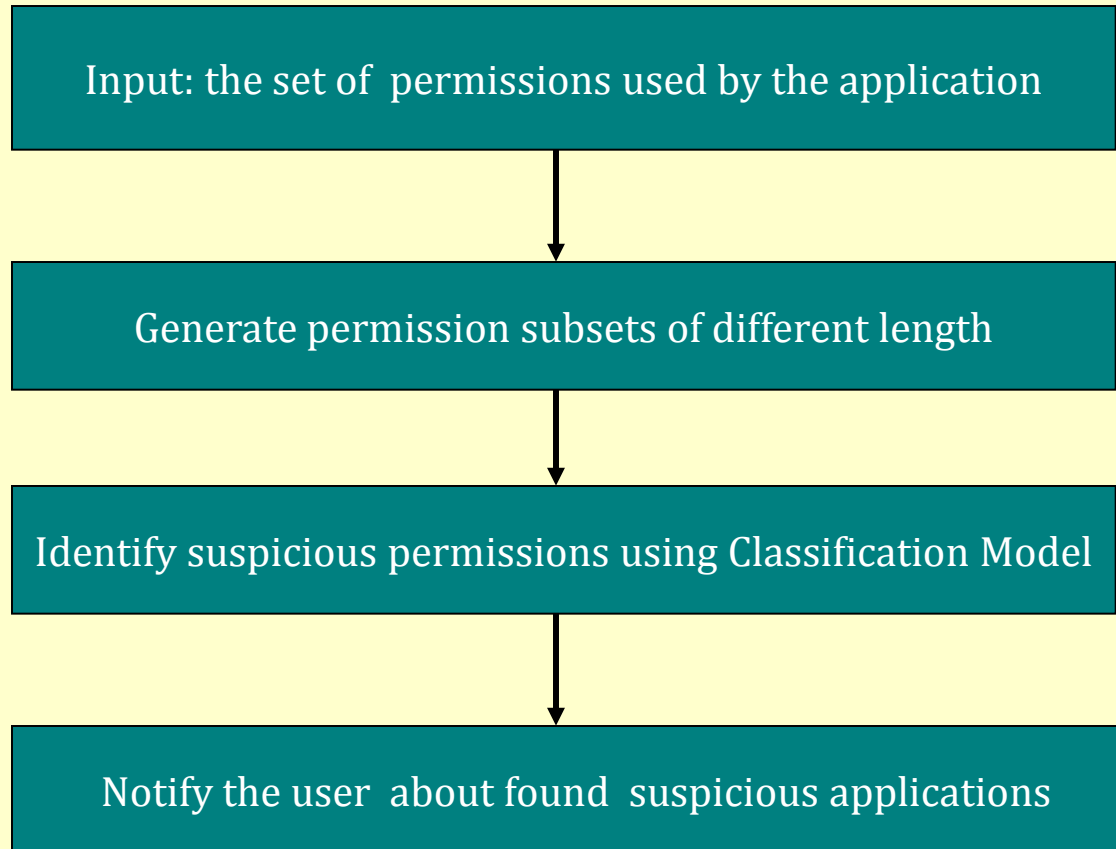 Input: the set of  permissions used by the application
Generate permission subsets of different length
Identify suspicious permissions using Classification Model
Notify the user  about found  suspicious applications